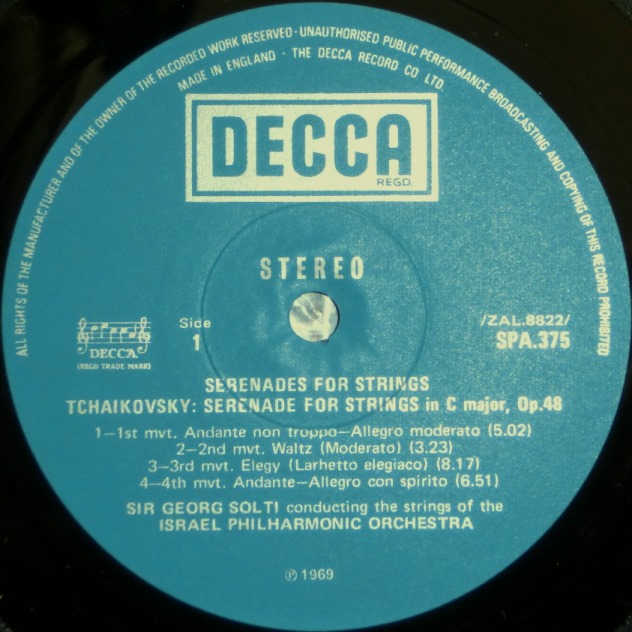 ALL RIGHTS OF THE MANUFACTURER AND OF THE OWNER OF THE RECORDED WORK RESERVED · UNAUTHORISED PUBLIC PERFORMANCE BROADCASTING AND COPYING OF THIS RECORD PROHIBITED
MADE IN ENGLAND · THE DECCA RECORD CO LTD.
DECCA
REGD.
STEREO
DECCA
(REGD TRADE MARK)
Side
1
/ZAL.8822/
SPA.375
SERENADES FOR STRINGS
TCHAIKOVSKY: SERENADE FOR STRINGS in C major, Op.48
1—1st mvt. Andante non troppo—Allegro moderato (5.02)
2—2nd mvt. Waltz (Moderato) (3.23)
3—3rd mvt. Elegy (Larhetto elegiaco) (8.17)
4—4th mvt. Andante—Allegro con spirito (6.51)
SIR GEORG SOLTI conducting the strings of the
ISRAEL PHILHARMONIC ORCHESTRA
℗ 1969